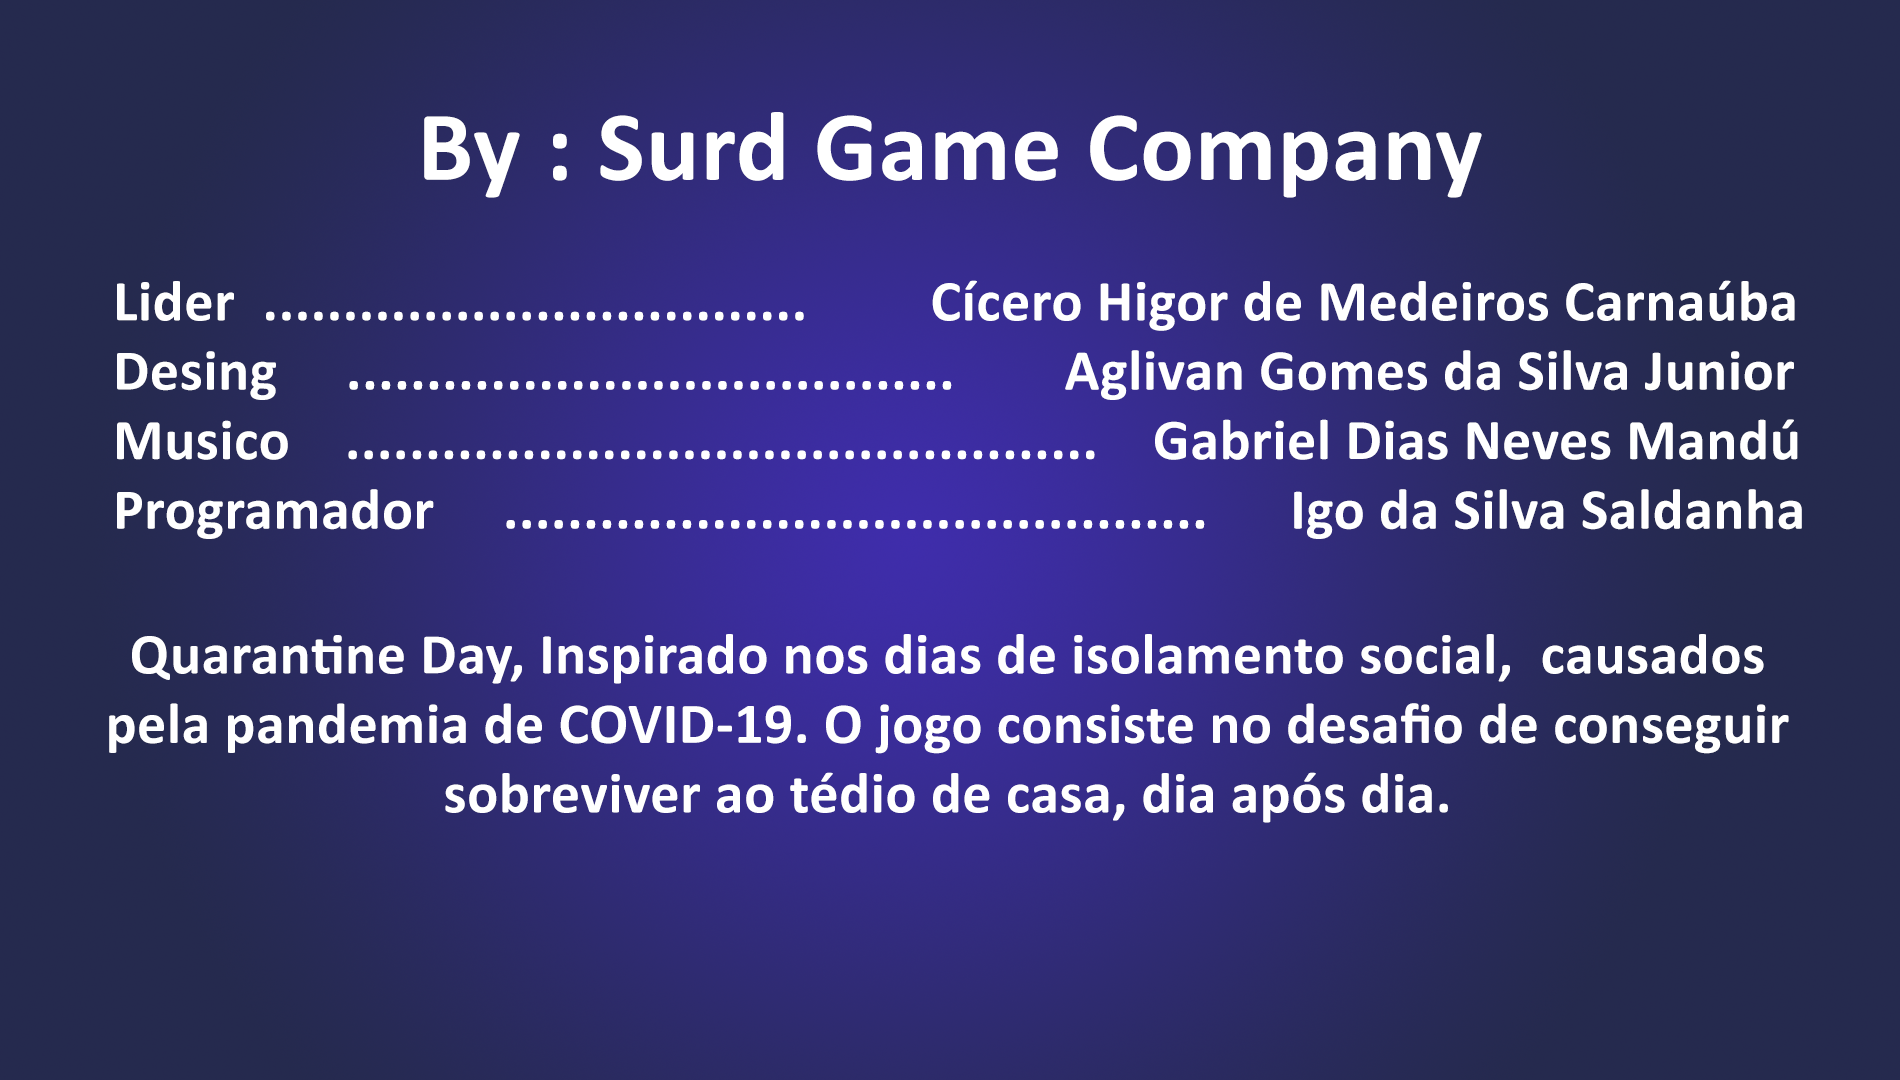 By : Surd Game Company
Lider .................................. Cícero Higor de Medeiros Carnaúba
Desing ...................................... Aglivan Gomes da Silva Junior
Musico ............................................... Gabriel Dias Neves Mandú
Programador ............................................ Igo da Silva Saldanha
Quarantine Day, Inspirado nos dias de isolamento social, causados
pela pandemia de COVID-19. O jogo consiste no desafio de conseguir
sobreviver ao tédio de casa, dia após dia.